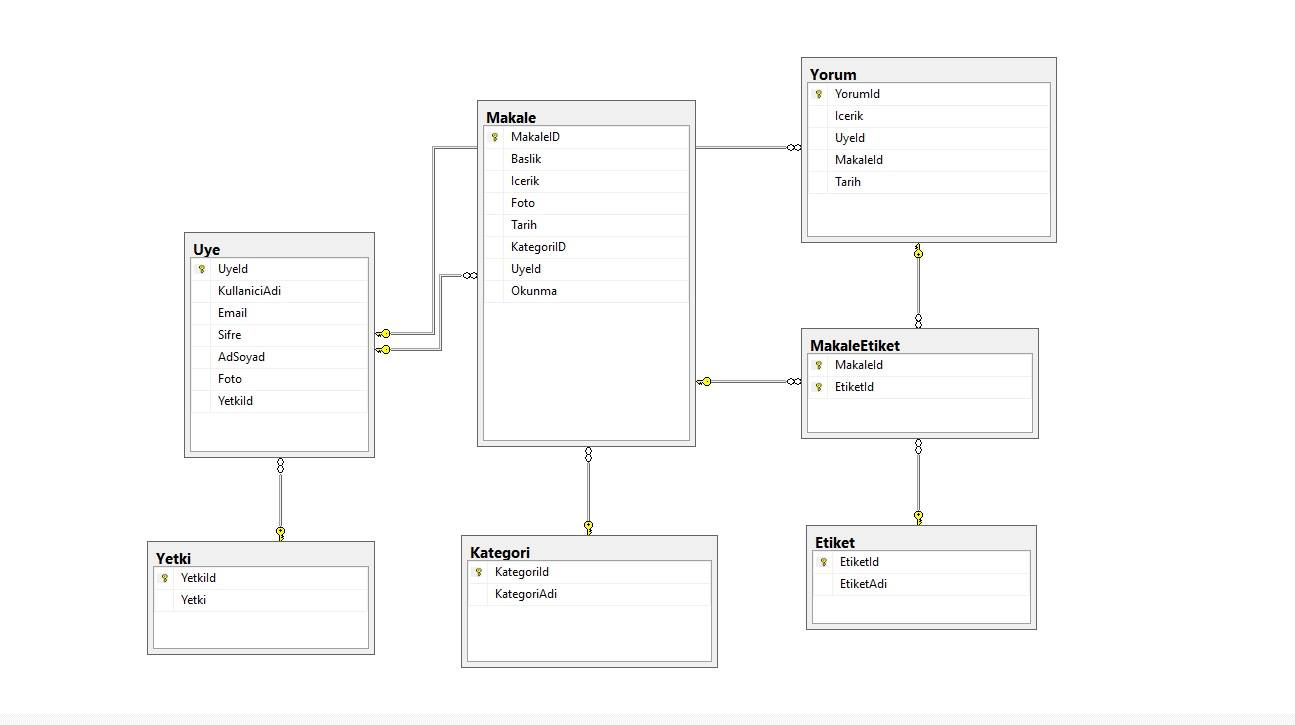 Uye
UyeId
KullaniciAdi
Email
Sifre
AdSoyad
Foto
YetkiId
Yetki
YetkiId
Yetki
Makale
MakaleID
Baslik
Icerik
Foto
Tarih
KategoriID
UyeId
Okunma
Kategori
KategoriId
KategoriAdi
Yorum
YorumId
Icerik
UyeId
MakaleId
Tarih
MakaleEtiket
MakaleId
EtiketId
Etiket
EtiketId
EtiketAdi